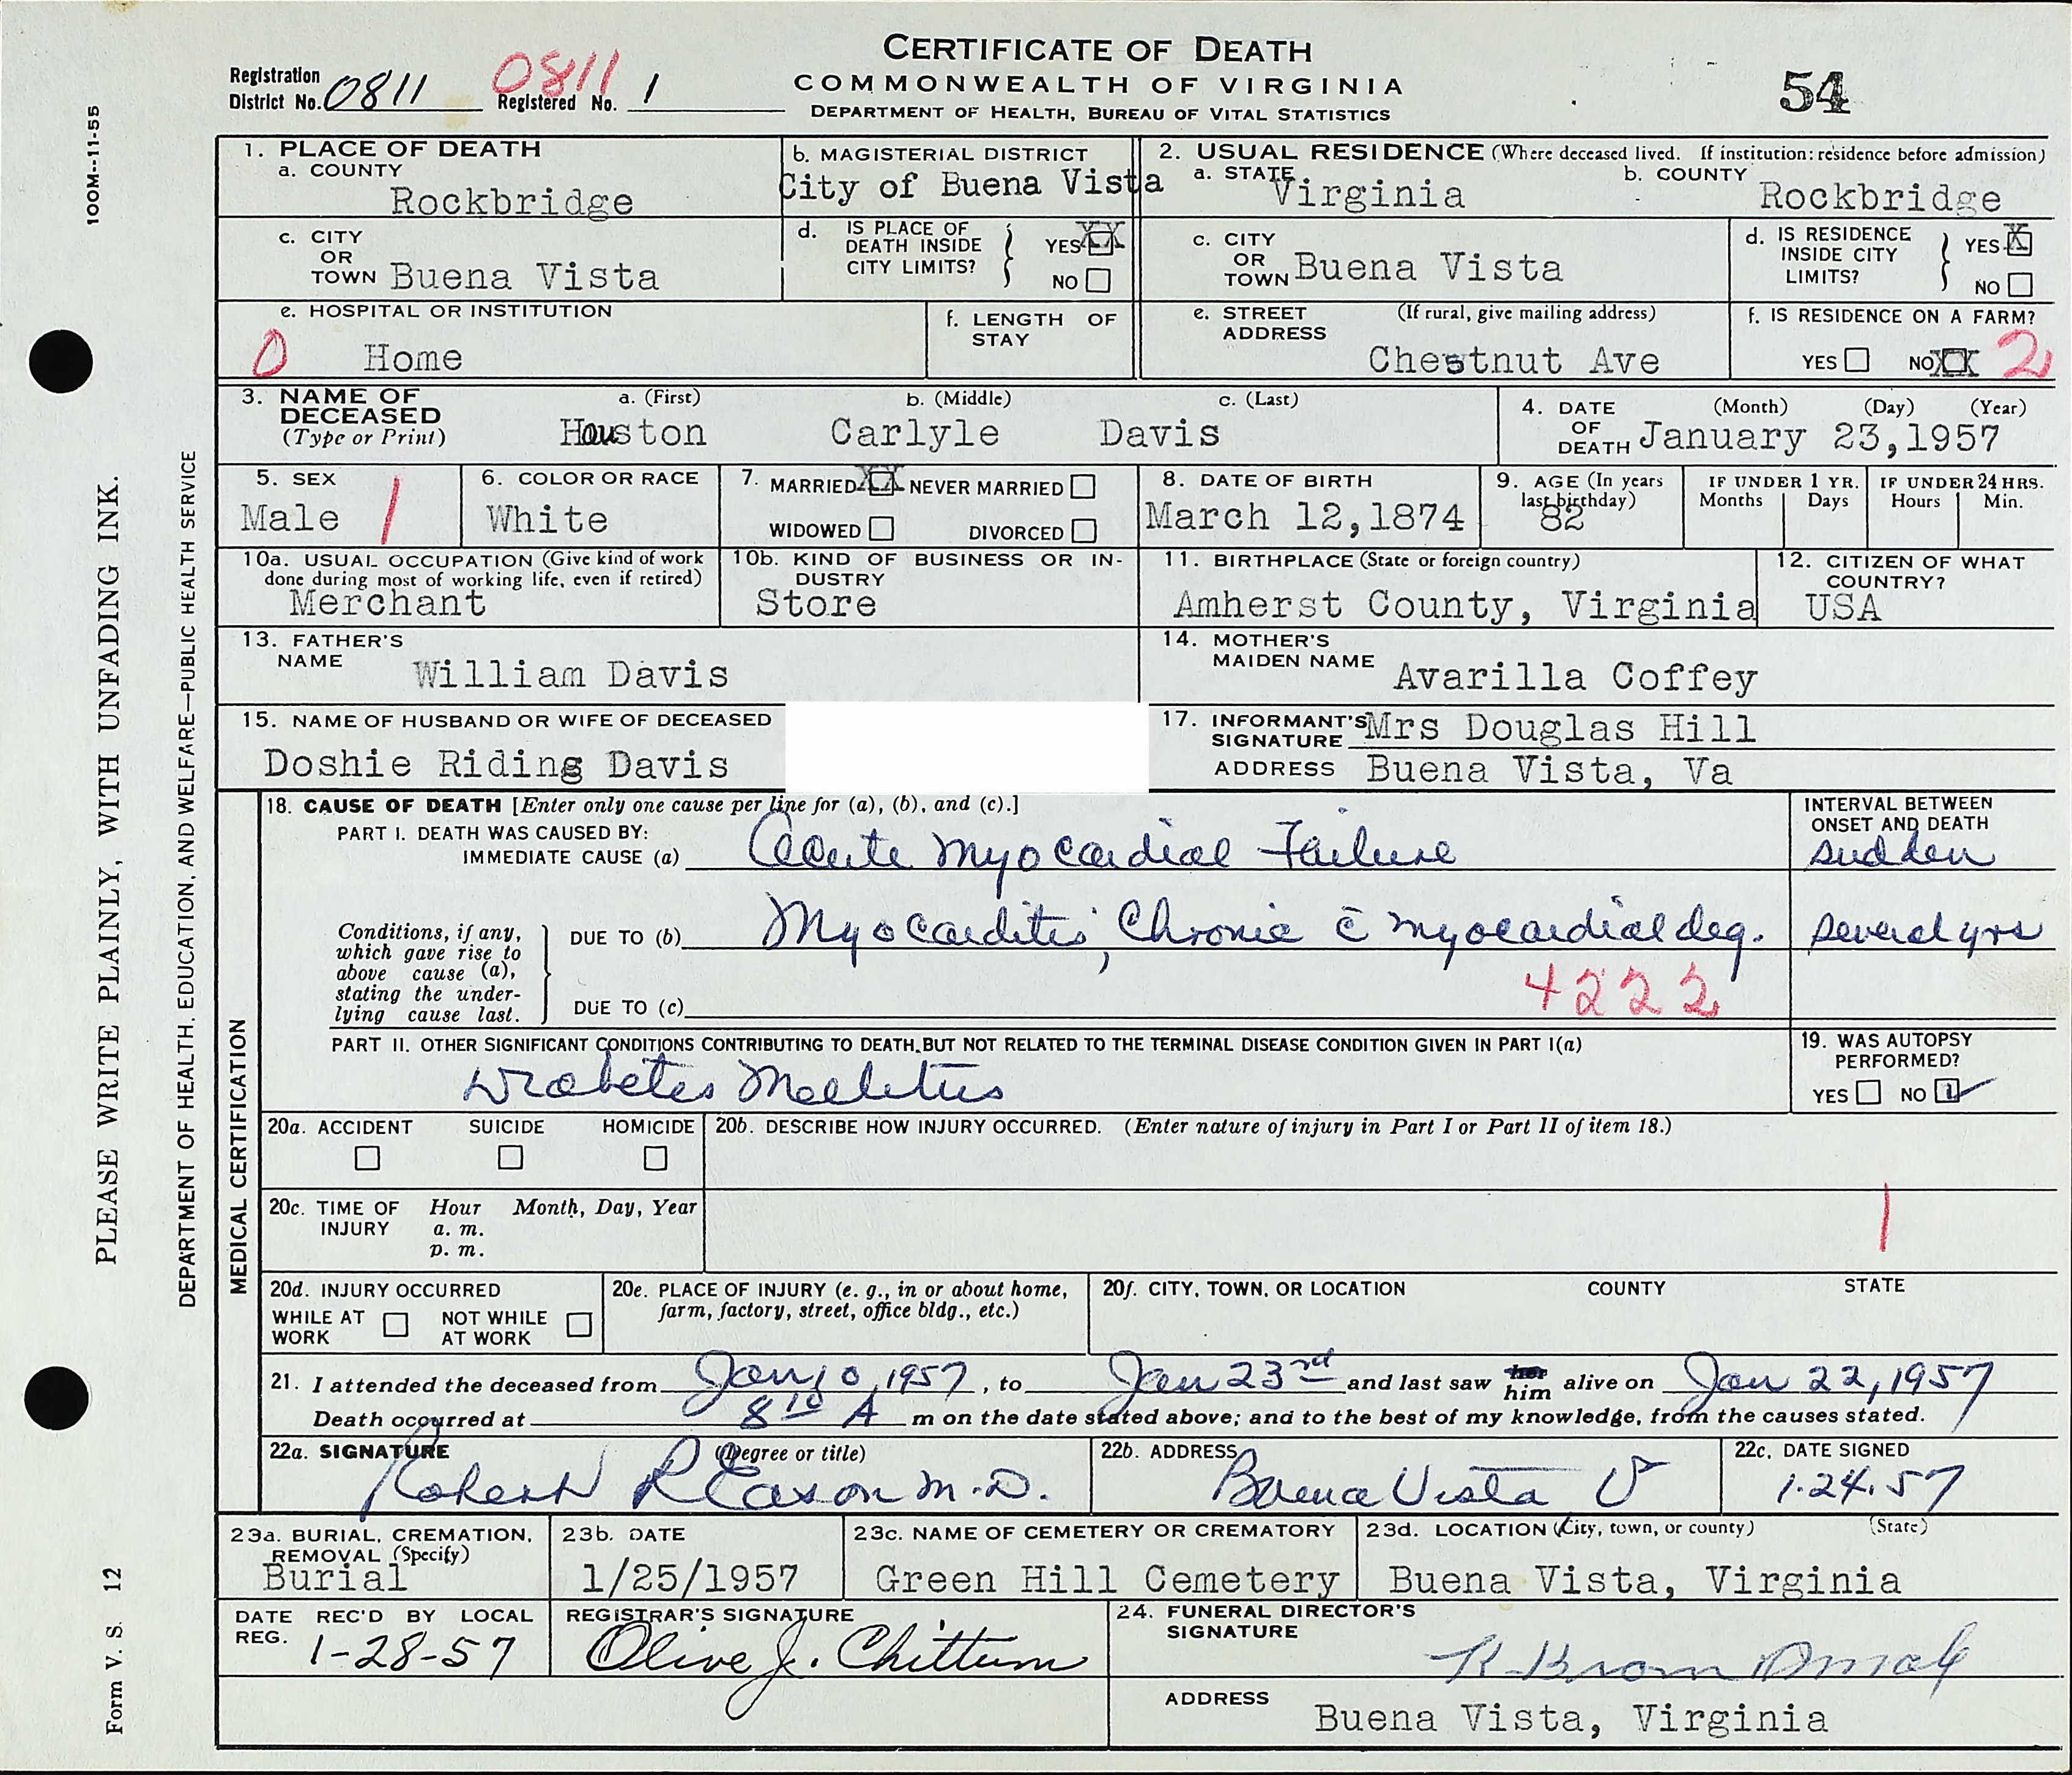 CERTIFICATE OF DEATH
COMMONWEALTH OF VIRGINIA
DEPARTMENT OF HEALTH, BUREAU OF VITAL STATISTICS
54
Registration District No. 0811 0811 Registered No. 1
100M--11-55
PLEASE WRITE PLAINLY, WITH UNFADING INK.
DEPARTMENT OF HEALTH, EDUCATION, AND WELFARE—PUBLIC HEALTH SERVICE
Form V. S. 12
1. PLACE OF DEATH
a. COUNTY
Rockbridge
b. MAGISTERIAL DISTRICT
City of Buena Vista
2. USUAL RESIDENCE (Where deceased lived. If institution: residence before admission)
a. STATE Virginia
b. COUNTY Rockbridge
c. CITY OR TOWN Buena Vista
d. IS PLACE OF DEATH INSIDE CITY LIMITS? YES XX NO
c. CITY OR TOWN Buena Vista
d. IS RESIDENCE INSIDE CITY LIMITS? YES X NO
e. HOSPITAL OR INSTITUTION
0 Home
f. LENGTH OF STAY
e. STREET ADDRESS (If rural, give mailing address)
Chestnut Ave
f. IS RESIDENCE ON A FARM?
YES NO XX 2
3. NAME OF DECEASED (Type or Print)
a. (First) b. (Middle) c. (Last)
Houston Carlyle Davis
4. DATE OF DEATH (Month) (Day) (Year)
January 23,1957
5. SEX
Male 1
6. COLOR OR RACE
White
7. MARRIED XX NEVER MARRIED
WIDOWED DIVORCED
8. DATE OF BIRTH
March 12,1874
9. AGE (In years last birthday)
82
IF UNDER 1 YR. Months Days
IF UNDER 24 HRS. Hours Min.
10a. USUAL OCCUPATION (Give kind of work done during most of working life, even if retired)
Merchant
10b. KIND OF BUSINESS OR INDUSTRY
Store
11. BIRTHPLACE (State or foreign country)
Amherst County, Virginia
12. CITIZEN OF WHAT COUNTRY?
USA
13. FATHER'S NAME
William Davis
14. MOTHER'S MAIDEN NAME
Avarilla Coffey
15. NAME OF HUSBAND OR WIFE OF DECEASED
Doshie Riding Davis
17. INFORMANT'S SIGNATURE Mrs Douglas Hill
ADDRESS Buena Vista, Va
MEDICAL CERTIFICATION
18. CAUSE OF DEATH [Enter only one cause per line for (a), (b), and (c).]
INTERVAL BETWEEN ONSET AND DEATH
PART I. DEATH WAS CAUSED BY:
IMMEDIATE CAUSE (a) Acute Myocardial Failure sudden
Conditions, if any, which gave rise to above cause (a), stating the underlying cause last.
DUE TO (b) Myocarditis, Chronic c̄ myocardial deg. several yrs
DUE TO (c) 4222
PART II. OTHER SIGNIFICANT CONDITIONS CONTRIBUTING TO DEATH, BUT NOT RELATED TO THE TERMINAL DISEASE CONDITION GIVEN IN PART I(a)
Diabetes Mellitus
19. WAS AUTOPSY PERFORMED?
YES NO
20a. ACCIDENT SUICIDE HOMICIDE
20b. DESCRIBE HOW INJURY OCCURRED. (Enter nature of injury in Part I or Part II of item 18.)
20c. TIME OF INJURY Hour Month, Day, Year
a. m.
p. m.
1
20d. INJURY OCCURRED
WHILE AT WORK NOT WHILE AT WORK
20e. PLACE OF INJURY (e. g., in or about home, farm, factory, street, office bldg., etc.)
20f. CITY, TOWN, OR LOCATION COUNTY STATE
21. I attended the deceased from Jan 10, 1957, to Jan 23rd and last saw her him alive on Jan 22, 1957
Death occurred at 8 10 A m on the date stated above; and to the best of my knowledge, from the causes stated.
22a. SIGNATURE (Degree or title)
Robert R Eason M.D.
22b. ADDRESS
Buena Vista V
22c. DATE SIGNED
1.24.57
23a. BURIAL, CREMATION, REMOVAL (Specify)
Burial
23b. DATE
1/25/1957
23c. NAME OF CEMETERY OR CREMATORY
Green Hill Cemetery
23d. LOCATION (City, town, or county) (State)
Buena Vista, Virginia
DATE REC'D BY LOCAL REG.
1-28-57
REGISTRAR'S SIGNATURE
Olive J. Chittum
24. FUNERAL DIRECTOR'S SIGNATURE
ADDRESS
Buena Vista, Virginia